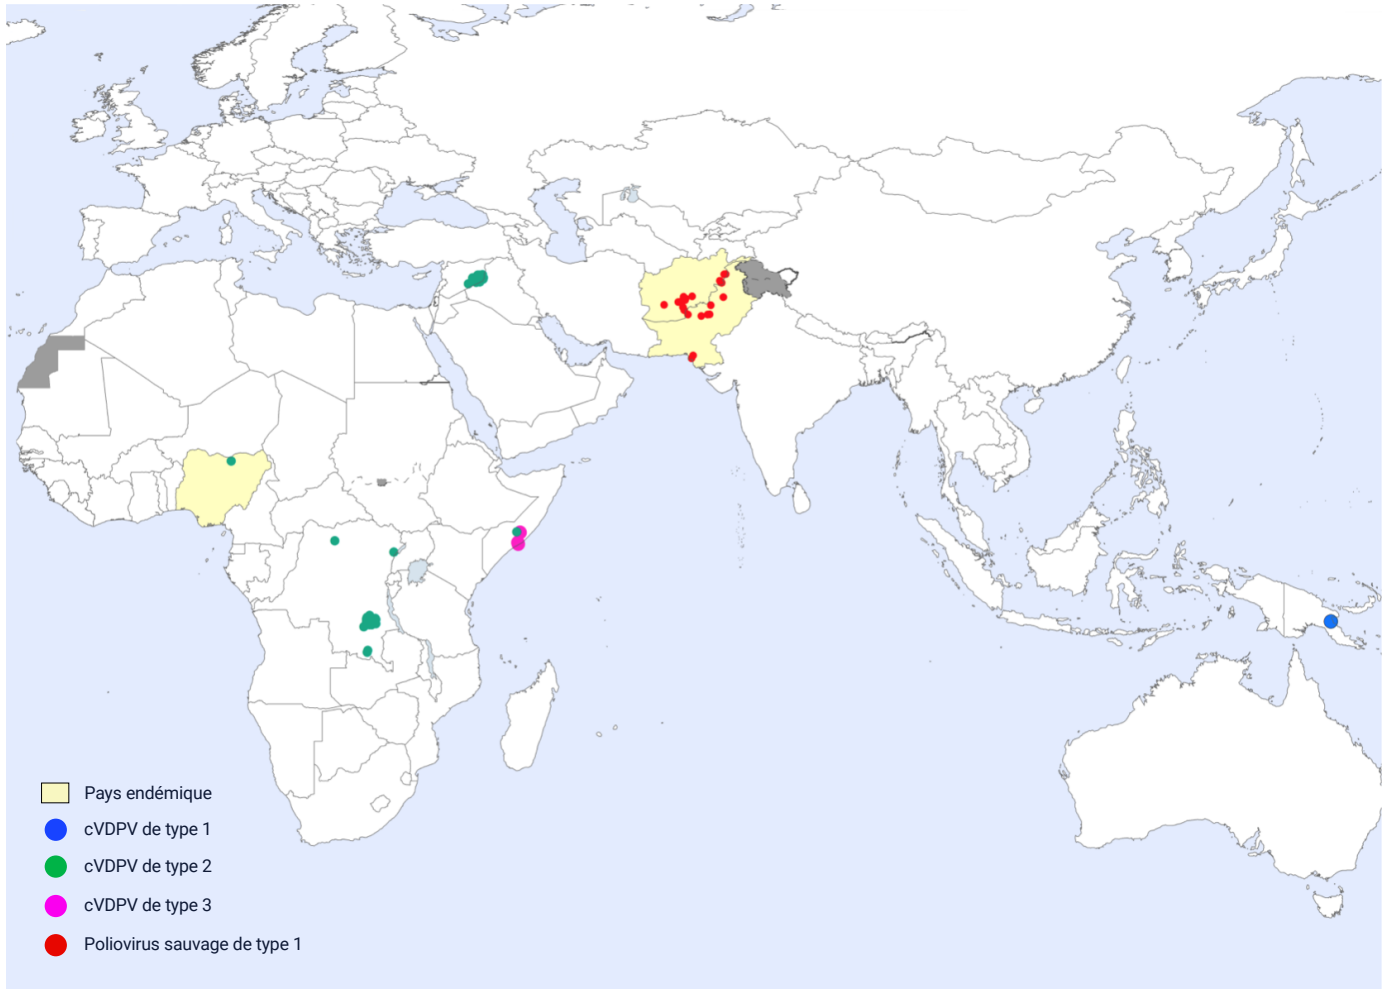 Pays endémique
cVDPV de type 1
cVDPV de type 2
cVDPV de type 3
Poliovirus sauvage de type 1